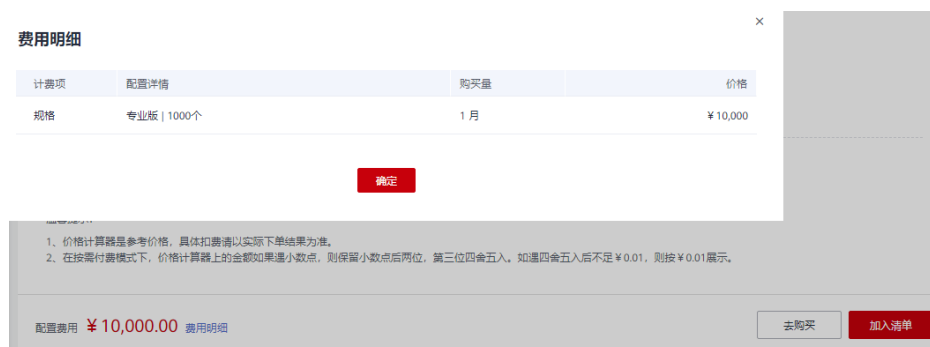 ×
费用明细
计费项 配置详情 购买量 价格
规格 专业版 | 1000个 1 月 ¥ 10,000
确定
1、价格计算器是参考价格，具体扣费请以实际下单结果为准。
2、在按需付费模式下，价格计算器上的金额如果遇小数点，则保留小数点后两位，第三位四舍五入。如遇四舍五入后不足¥0.01，则按¥0.01展示。
配置费用 ¥10,000.00 费用明细 去购买 加入清单